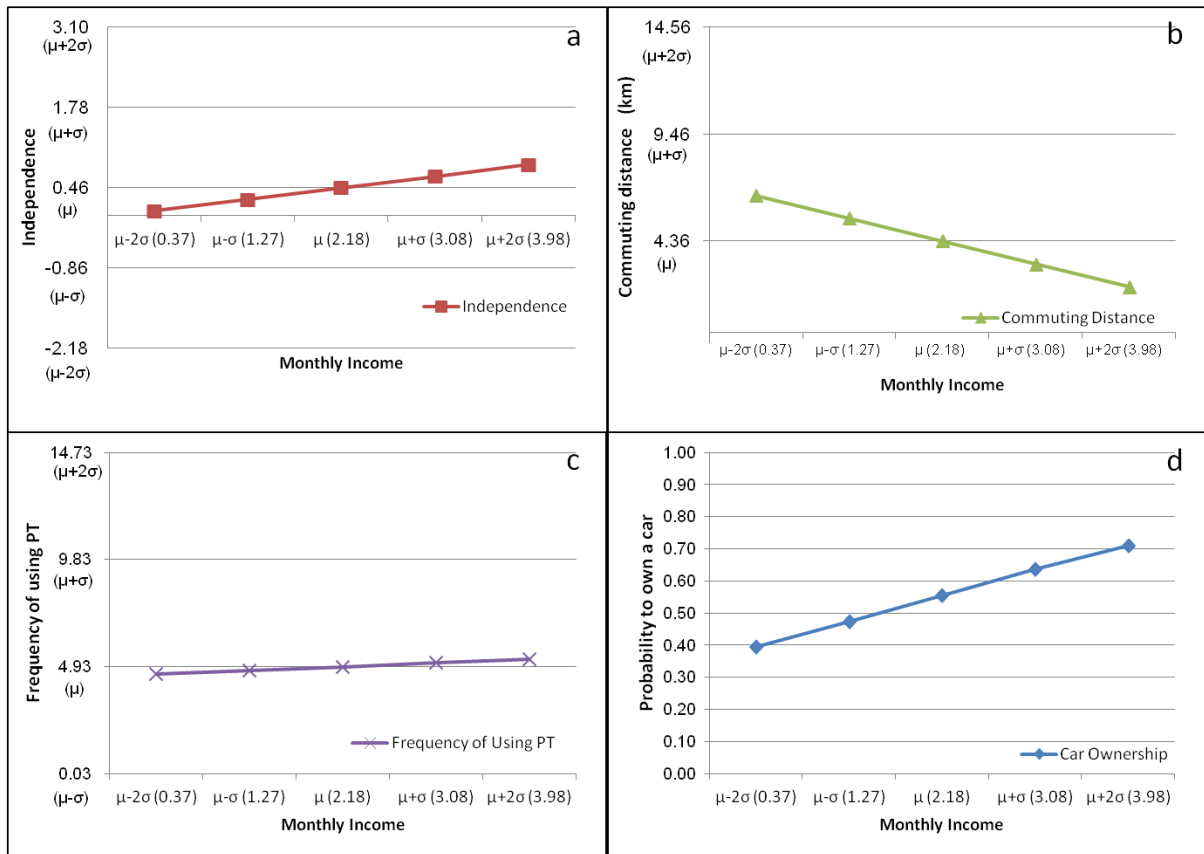 a
3.10
(μ+2σ)
1.78
(μ+σ)
0.46
(μ)
-0.86
(μ-σ)
-2.18
(μ-2σ)
Independence
μ-2σ (0.37) μ-σ (1.27) μ (2.18) μ+σ (3.08) μ+2σ (3.98)
Independence
Monthly Income
b
14.56
(μ+2σ)
9.46
(μ+σ)
4.36
(μ)
Commuting distance (km)
Commuting Distance
μ-2σ (0.37) μ-σ (1.27) μ (2.18) μ+σ (3.08) μ+2σ (3.98)
Monthly Income
c
14.73
(μ+2σ)
9.83
(μ+σ)
4.93
(μ)
0.03
(μ-σ)
Frequency of using PT
Frequency of Using PT
μ-2σ (0.37) μ-σ (1.27) μ (2.18) μ+σ (3.08) μ+2σ (3.98)
Monthly Income
d
1.00
0.90
0.80
0.70
0.60
0.50
0.40
0.30
0.20
0.10
0.00
Probability to own a car
Car Ownership
μ-2σ (0.37) μ-σ (1.27) μ (2.18) μ+σ (3.08) μ+2σ (3.98)
Monthly Income